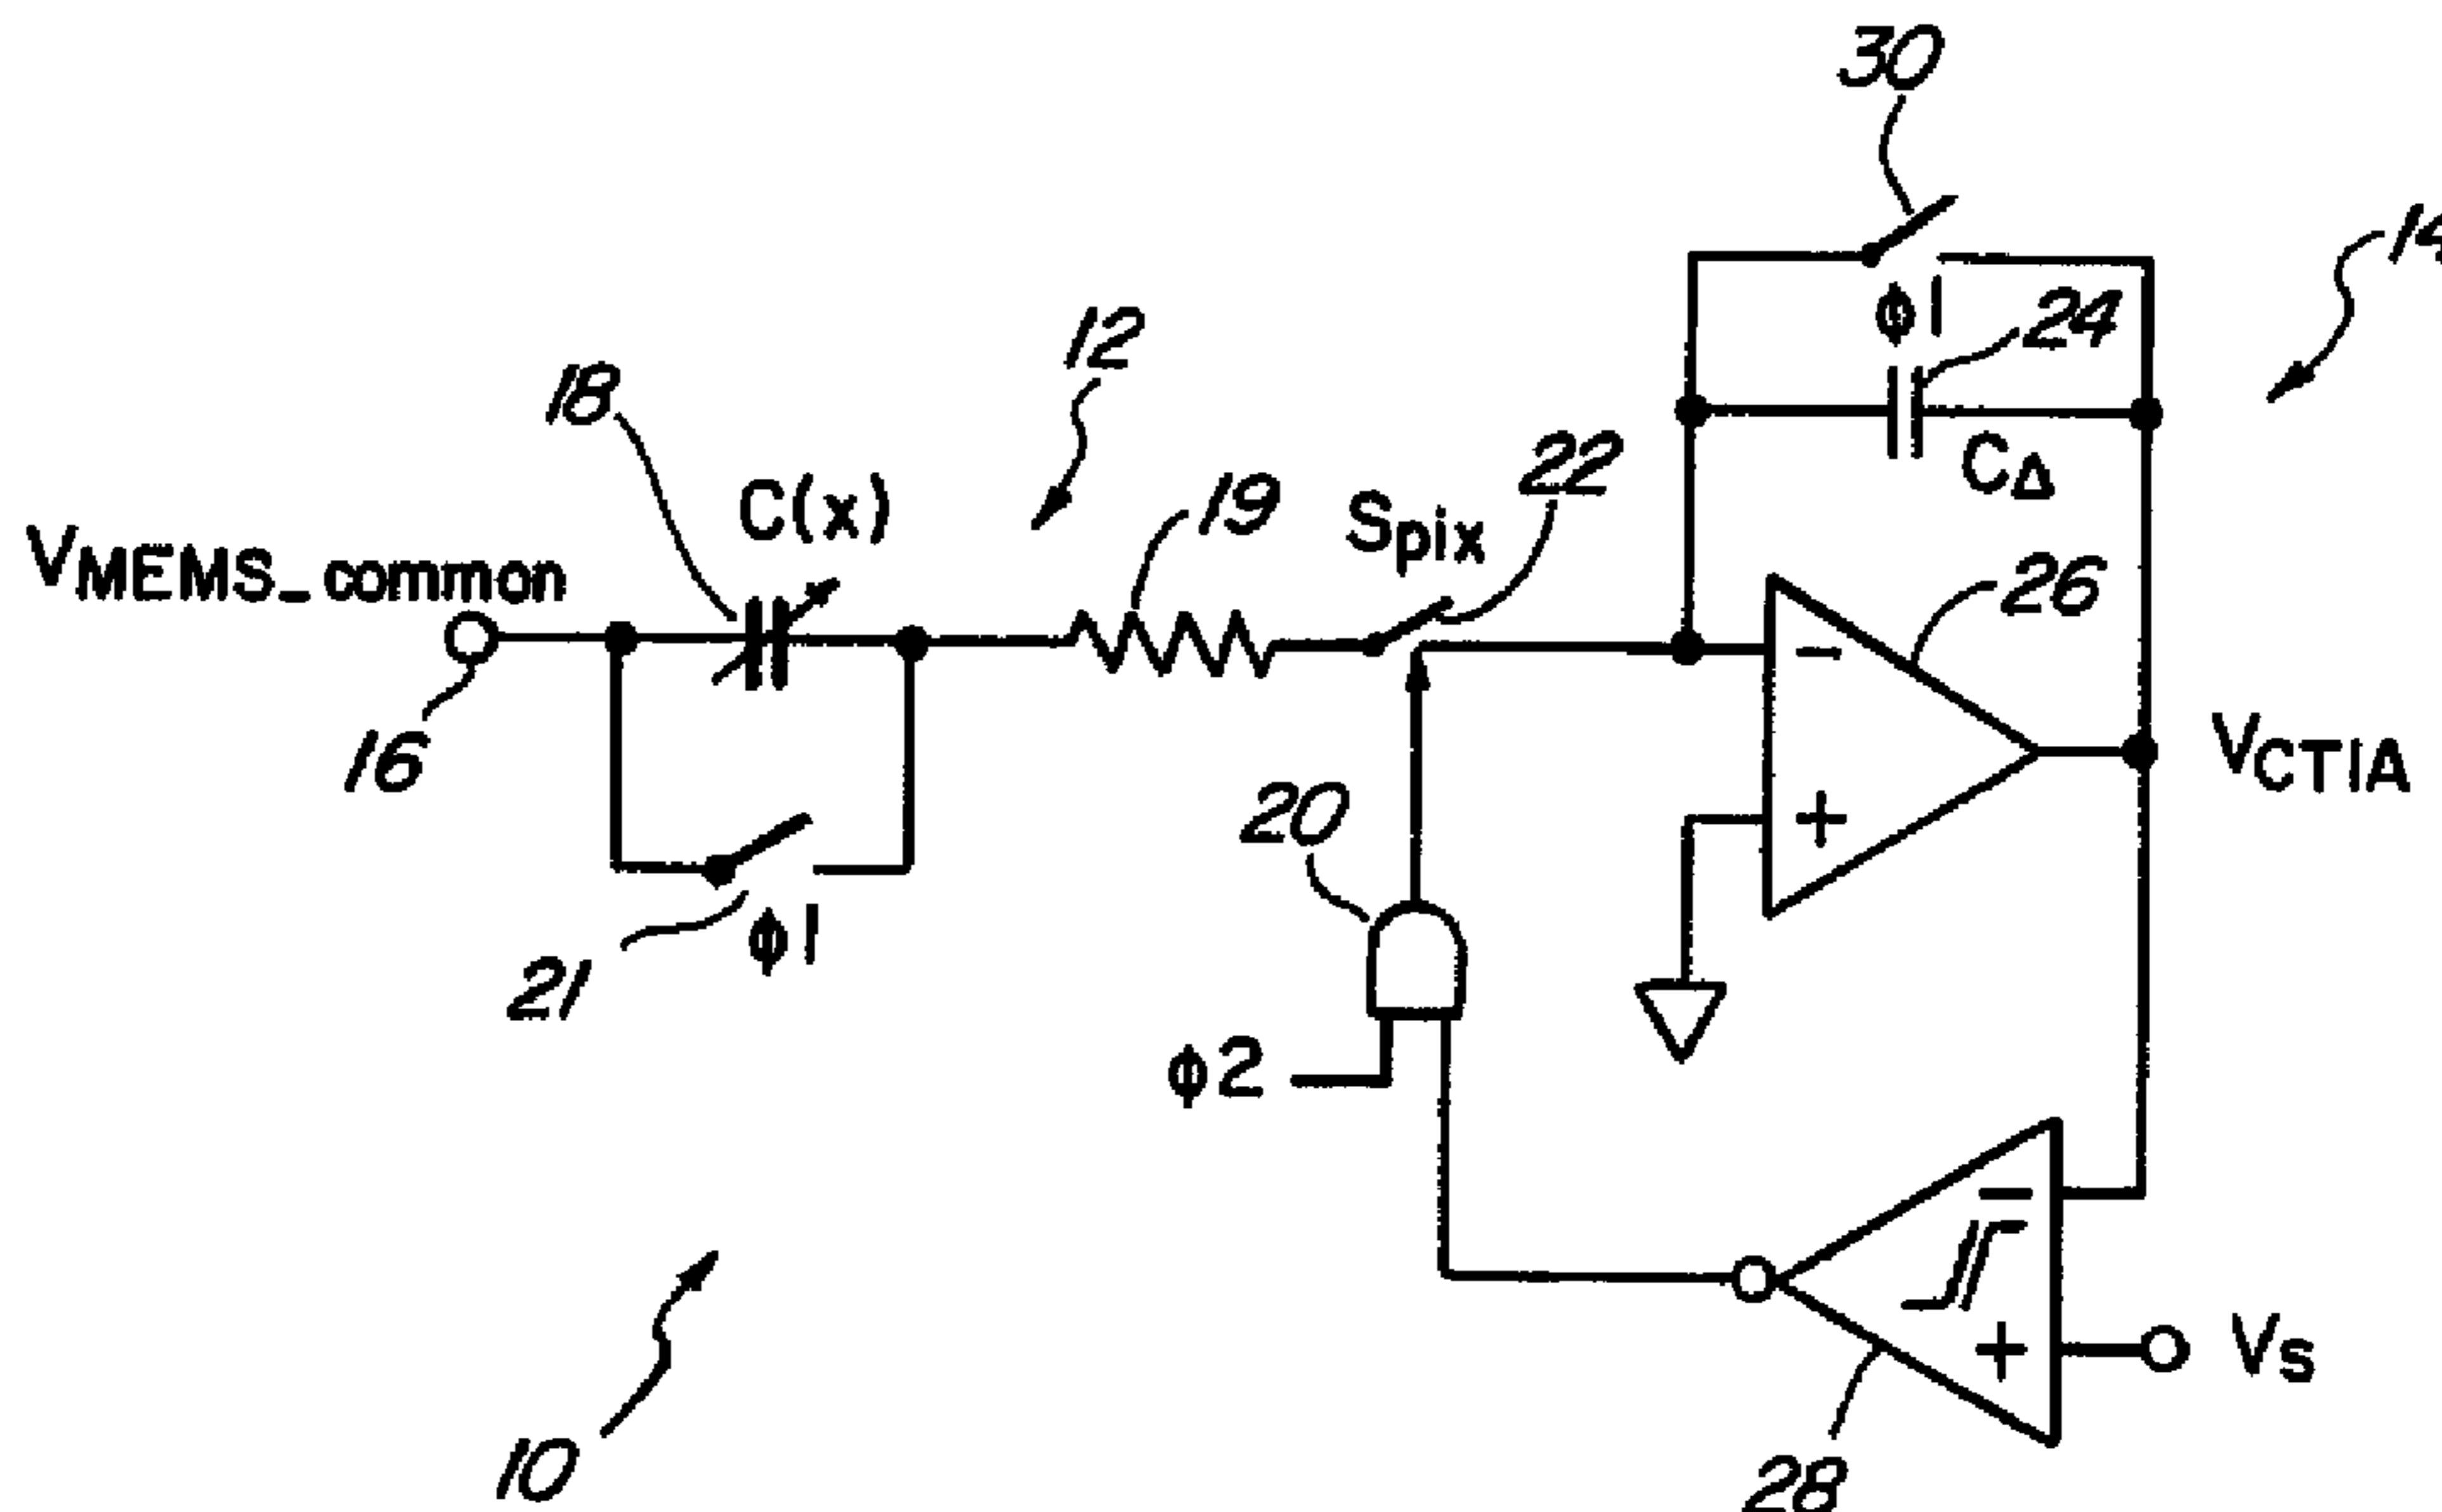 30
14
ϕ1
24
12
18
CΔ
22
19
Spix
C(x)
VMEMS_common
26
16
VCTIA
20
ϕ1
21
ϕ2
−
+
−
+
Vs
10
28